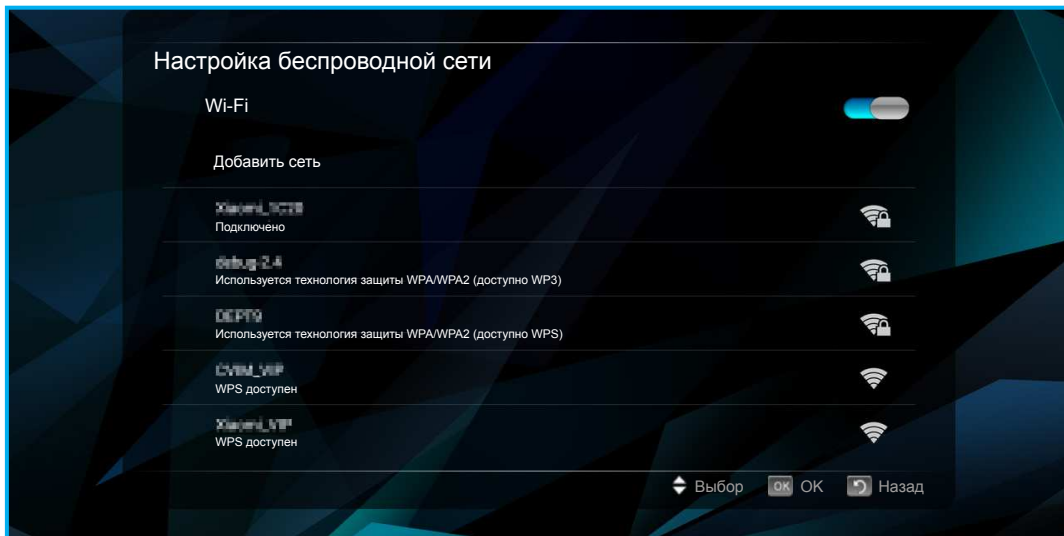 Настройка беспроводной сети
Wi-Fi
Добавить сеть
Подключено
Используется технология защиты WPA/WPA2 (доступно WP3)
Используется технология защиты WPA/WPA2 (доступно WPS)
WPS доступен
WPS доступен
Выбор OK OK Назад